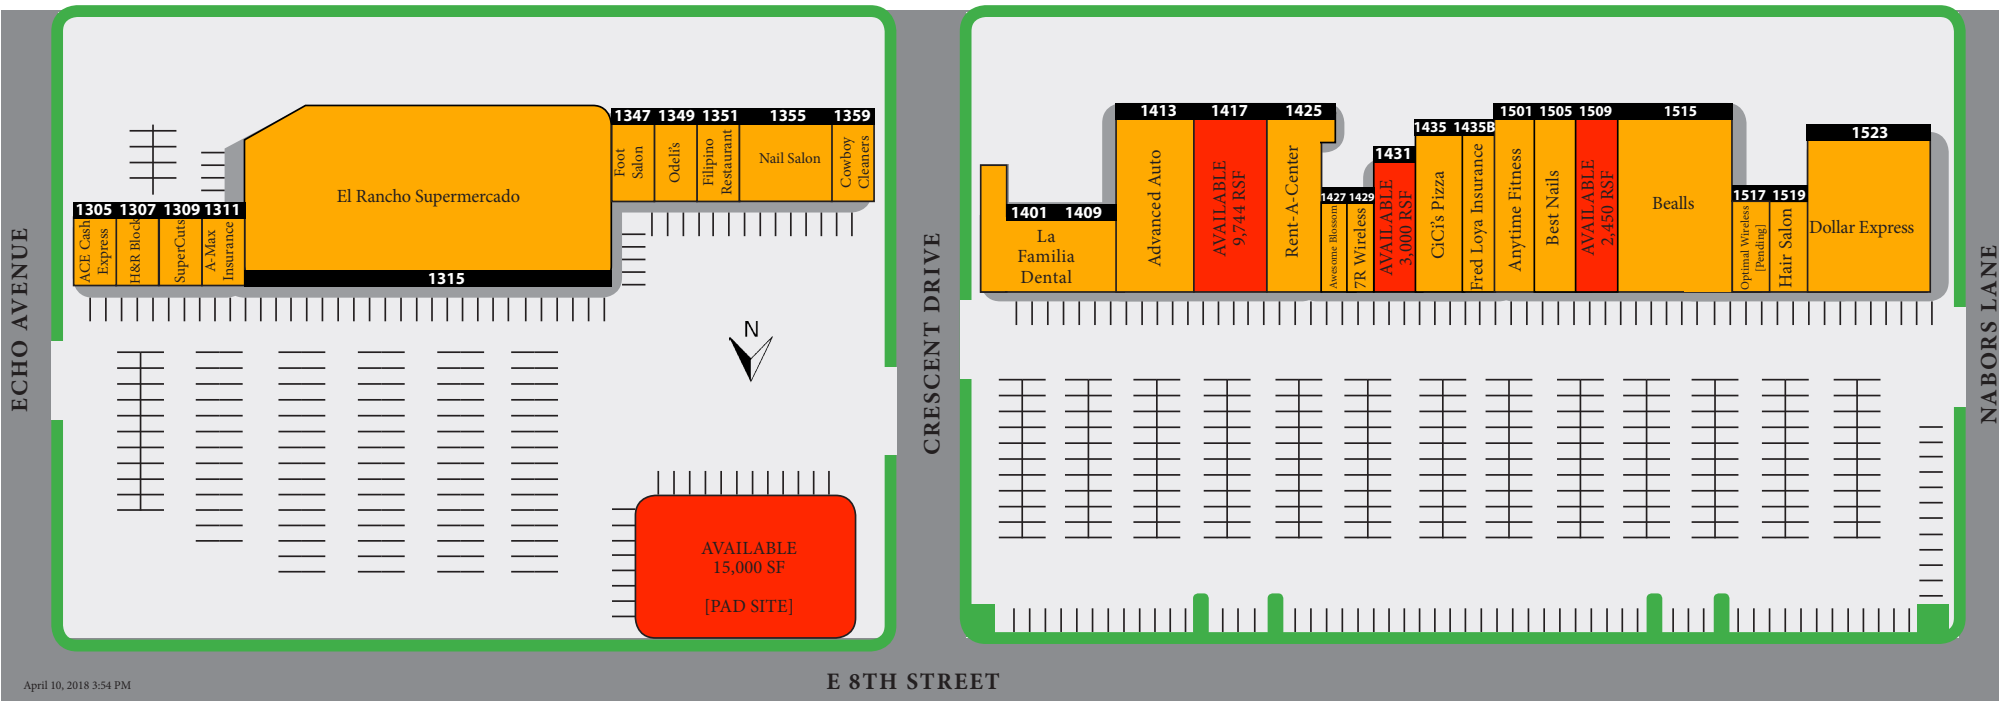 ECHO AVENUE
1305
1307
1309
1311
ACE Cash
Express
H&R Block
SuperCuts
A-Max
Insurance
El Rancho Supermercado
1315
1347
1349
1351
1355
1359
Foot
Salon
Odeli's
Filipino
Restaurant
Nail Salon
Cowboy
Cleaners
N
AVAILABLE
15,000 SF
[PAD SITE]
CRESCENT DRIVE
1401
1409
La
Familia
Dental
1413
1417
1425
Advanced Auto
AVAILABLE
9,744 RSF
Rent-A-Center
1427
1429
Awesome Blossom
7R Wireless
1431
AVAILABLE
3,000 RSF
1435
1435B
CiCi's Pizza
Fred Loya Insurance
1501
1505
1509
1515
Anytime Fitness
Best Nails
AVAILABLE
2,450 RSF
Bealls
1517
1519
Optimal Wireless
[Pending]
Hair Salon
1523
Dollar Express
NABORS LANE
E 8TH STREET
April 10, 2018 3:54 PM